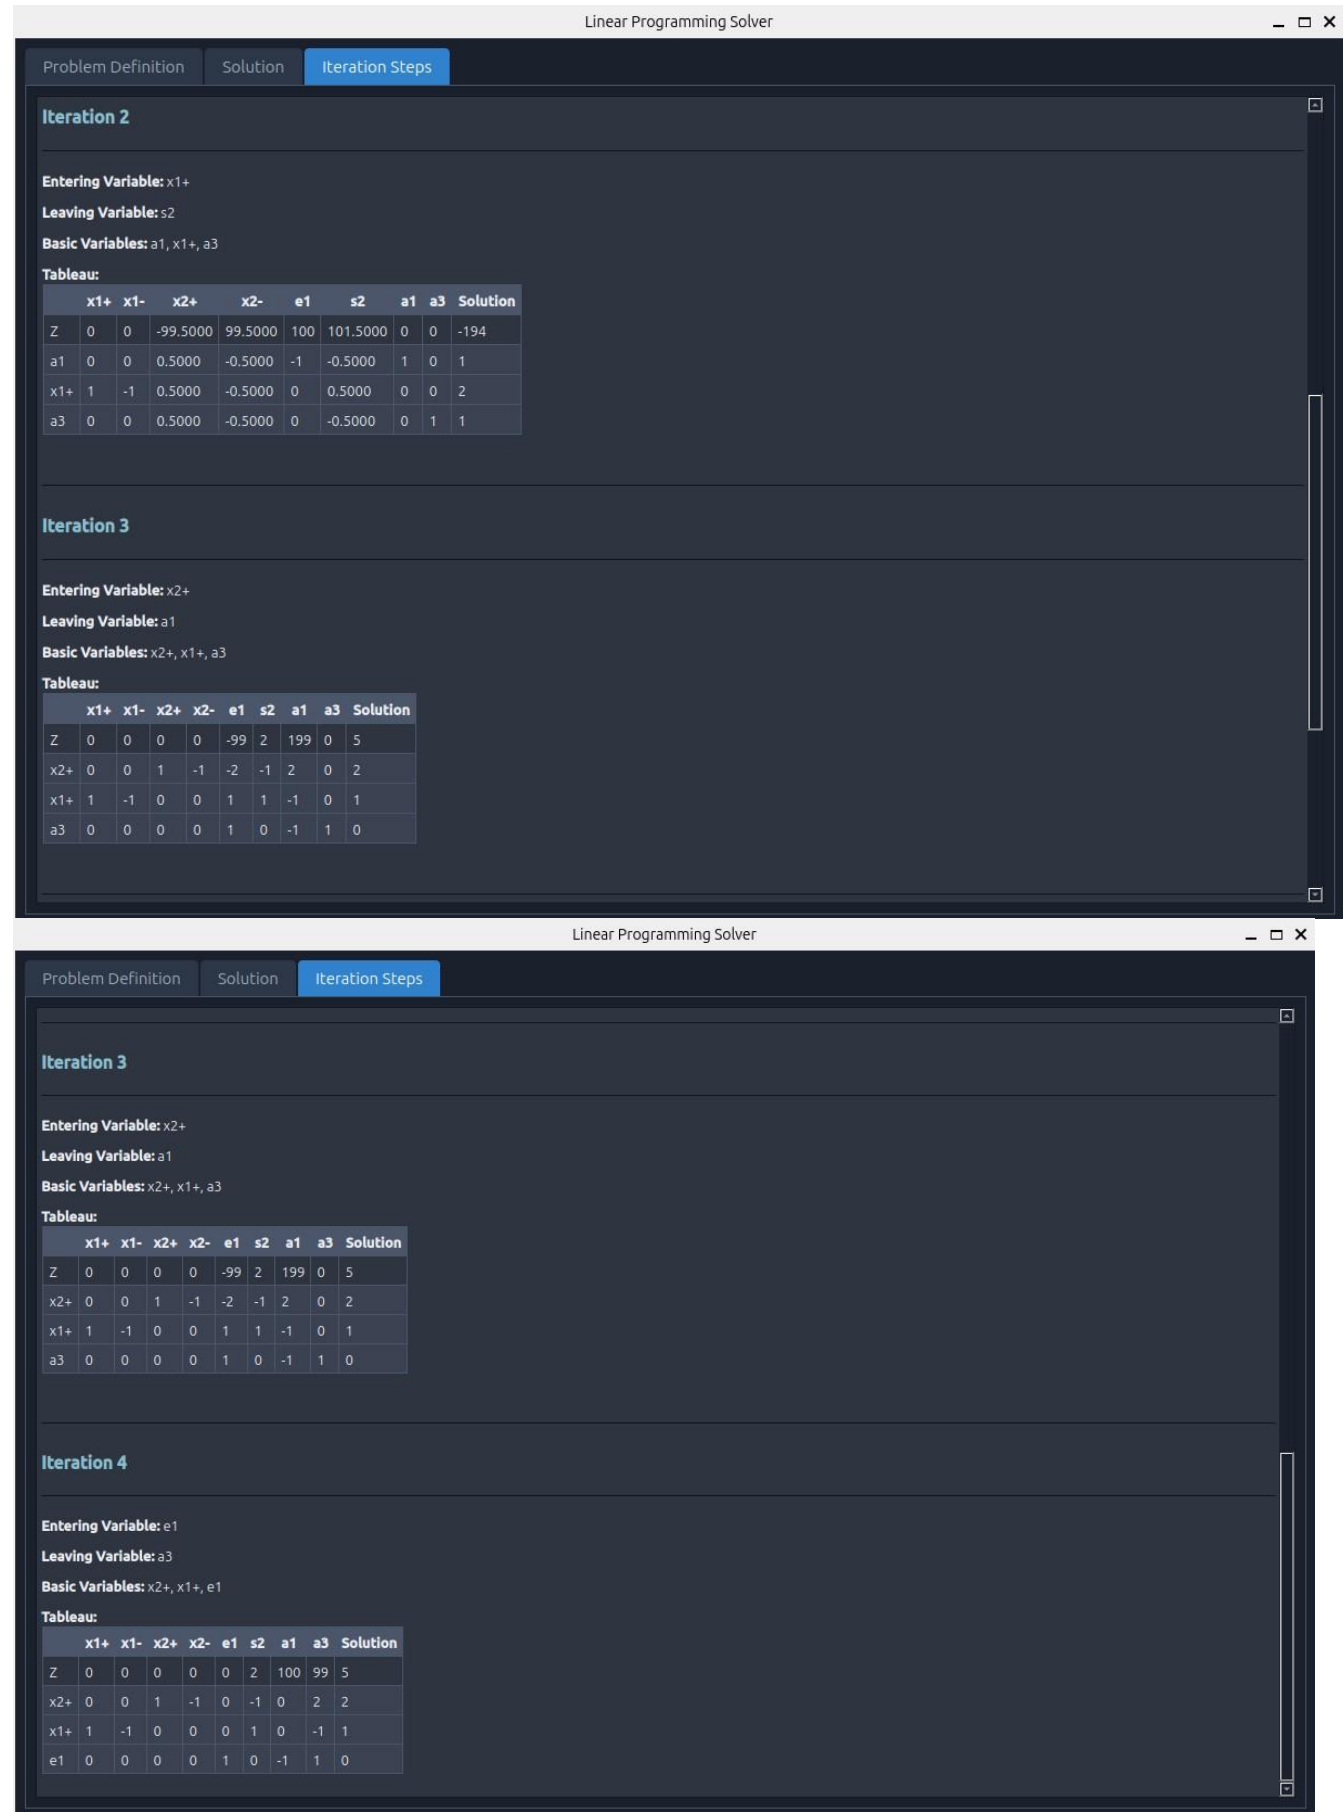 Linear Programming Solver
Problem Definition Solution Iteration Steps
Iteration 2
Entering Variable: x1+
Leaving Variable: s2
Basic Variables: a1, x1+, a3
Tableau:
x1+ x1- x2+ x2- e1 s2 a1 a3 Solution
Z 0 0 -99.5000 99.5000 100 101.5000 0 0 -194
a1 0 0 0.5000 -0.5000 -1 -0.5000 1 0 1
x1+ 1 -1 0.5000 -0.5000 0 0.5000 0 0 2
a3 0 0 0.5000 -0.5000 0 -0.5000 0 1 1
Iteration 3
Entering Variable: x2+
Leaving Variable: a1
Basic Variables: x2+, x1+, a3
Tableau:
x1+ x1- x2+ x2- e1 s2 a1 a3 Solution
Z 0 0 0 0 -99 2 199 0 5
x2+ 0 0 1 -1 -2 -1 2 0 2
x1+ 1 -1 0 0 1 1 -1 0 1
a3 0 0 0 0 1 0 -1 1 0
Linear Programming Solver
Problem Definition Solution Iteration Steps
Iteration 3
Entering Variable: x2+
Leaving Variable: a1
Basic Variables: x2+, x1+, a3
Tableau:
x1+ x1- x2+ x2- e1 s2 a1 a3 Solution
Z 0 0 0 0 -99 2 199 0 5
x2+ 0 0 1 -1 -2 -1 2 0 2
x1+ 1 -1 0 0 1 1 -1 0 1
a3 0 0 0 0 1 0 -1 1 0
Iteration 4
Entering Variable: e1
Leaving Variable: a3
Basic Variables: x2+, x1+, e1
Tableau:
x1+ x1- x2+ x2- e1 s2 a1 a3 Solution
Z 0 0 0 0 0 2 100 99 5
x2+ 0 0 1 -1 0 -1 0 2 2
x1+ 1 -1 0 0 0 1 0 -1 1
e1 0 0 0 0 1 0 -1 1 0